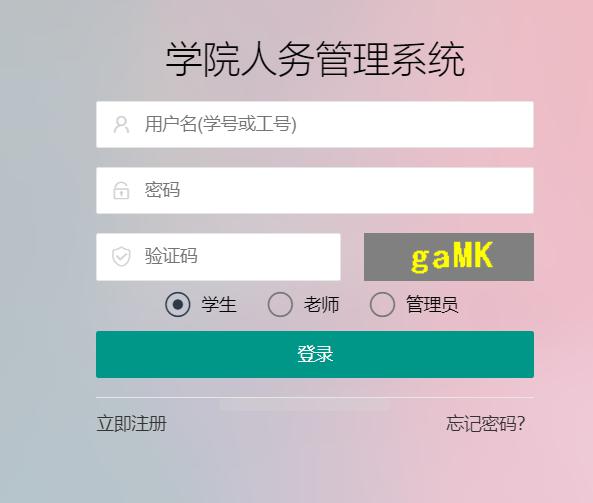 学院人务管理系统
用户名(学号或工号)
密码
验证码 gaMK
学生 老师 管理员
登录
立即注册 忘记密码?